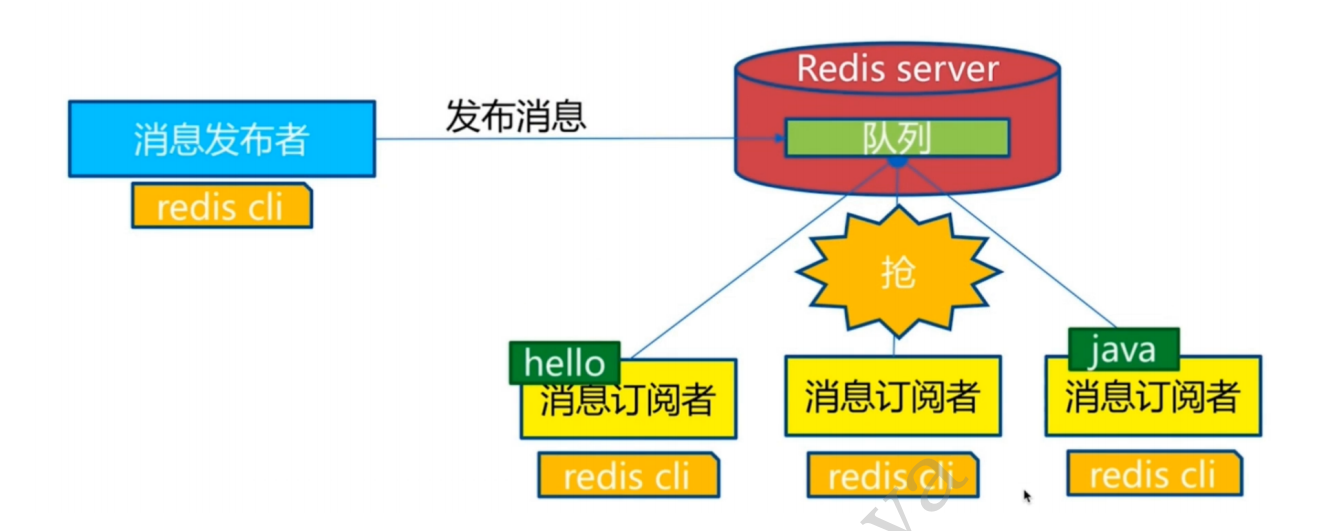 Redis server
发布消息
消息发布者
队列
redis cli
抢
hello
java
消息订阅者
消息订阅者
消息订阅者
redis cli
redis cli
redis cli